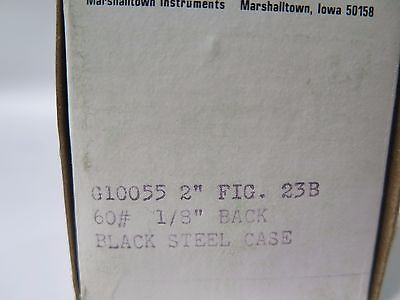 Marshalltown Instruments Marshalltown, Iowa 50158
G10055 2" FIG. 23B
60# 1/8" BACK
BLACK STEEL CASE